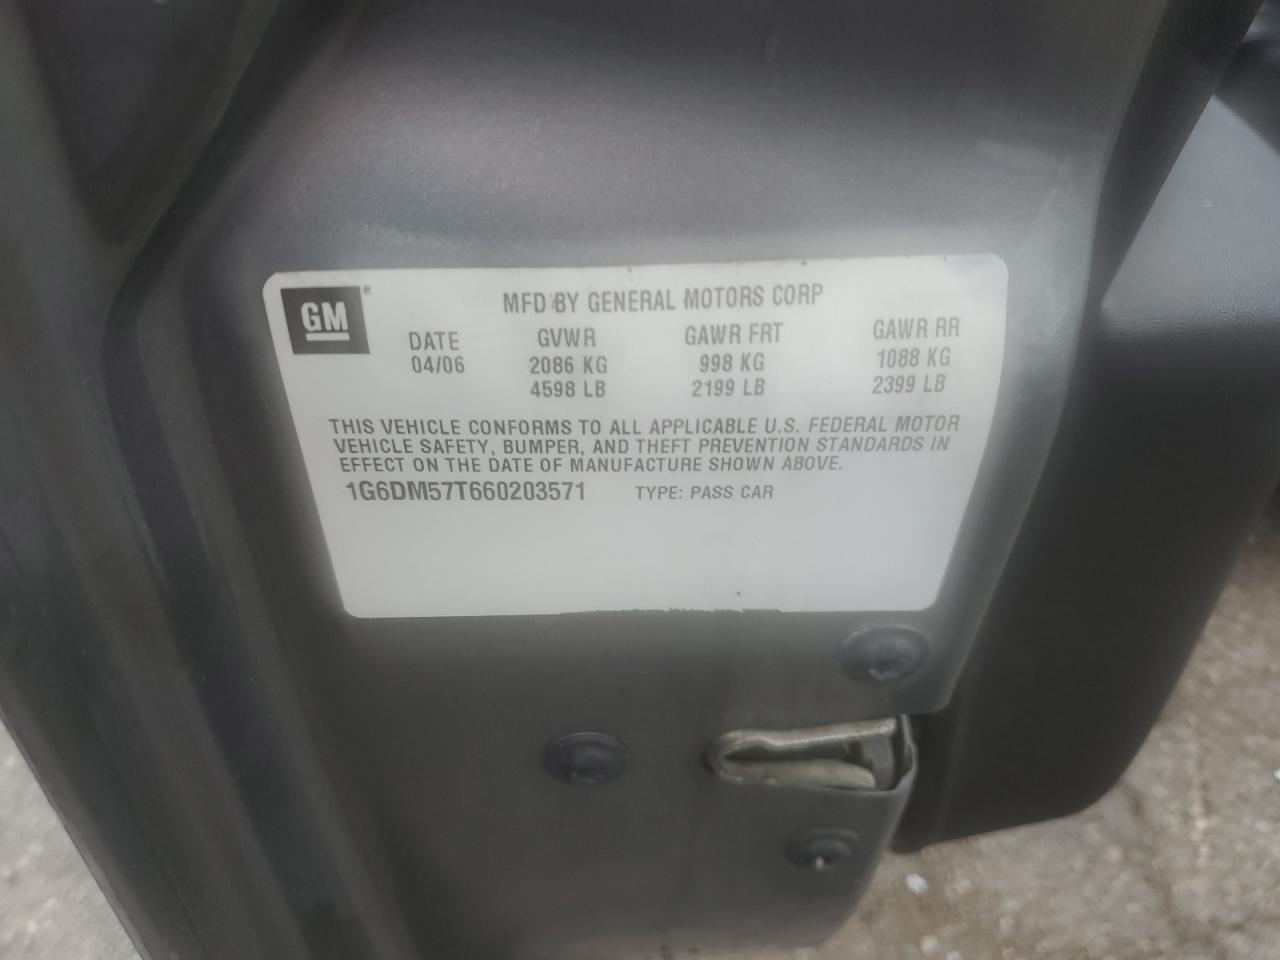 GM®
MFD BY GENERAL MOTORS CORP
DATE GVWR GAWR FRT GAWR RR
04/06 2086 KG 998 KG 1088 KG
4598 LB 2199 LB 2399 LB
THIS VEHICLE CONFORMS TO ALL APPLICABLE U.S. FEDERAL MOTOR
VEHICLE SAFETY, BUMPER, AND THEFT PREVENTION STANDARDS IN
EFFECT ON THE DATE OF MANUFACTURE SHOWN ABOVE.
1G6DM57T660203571 TYPE: PASS CAR